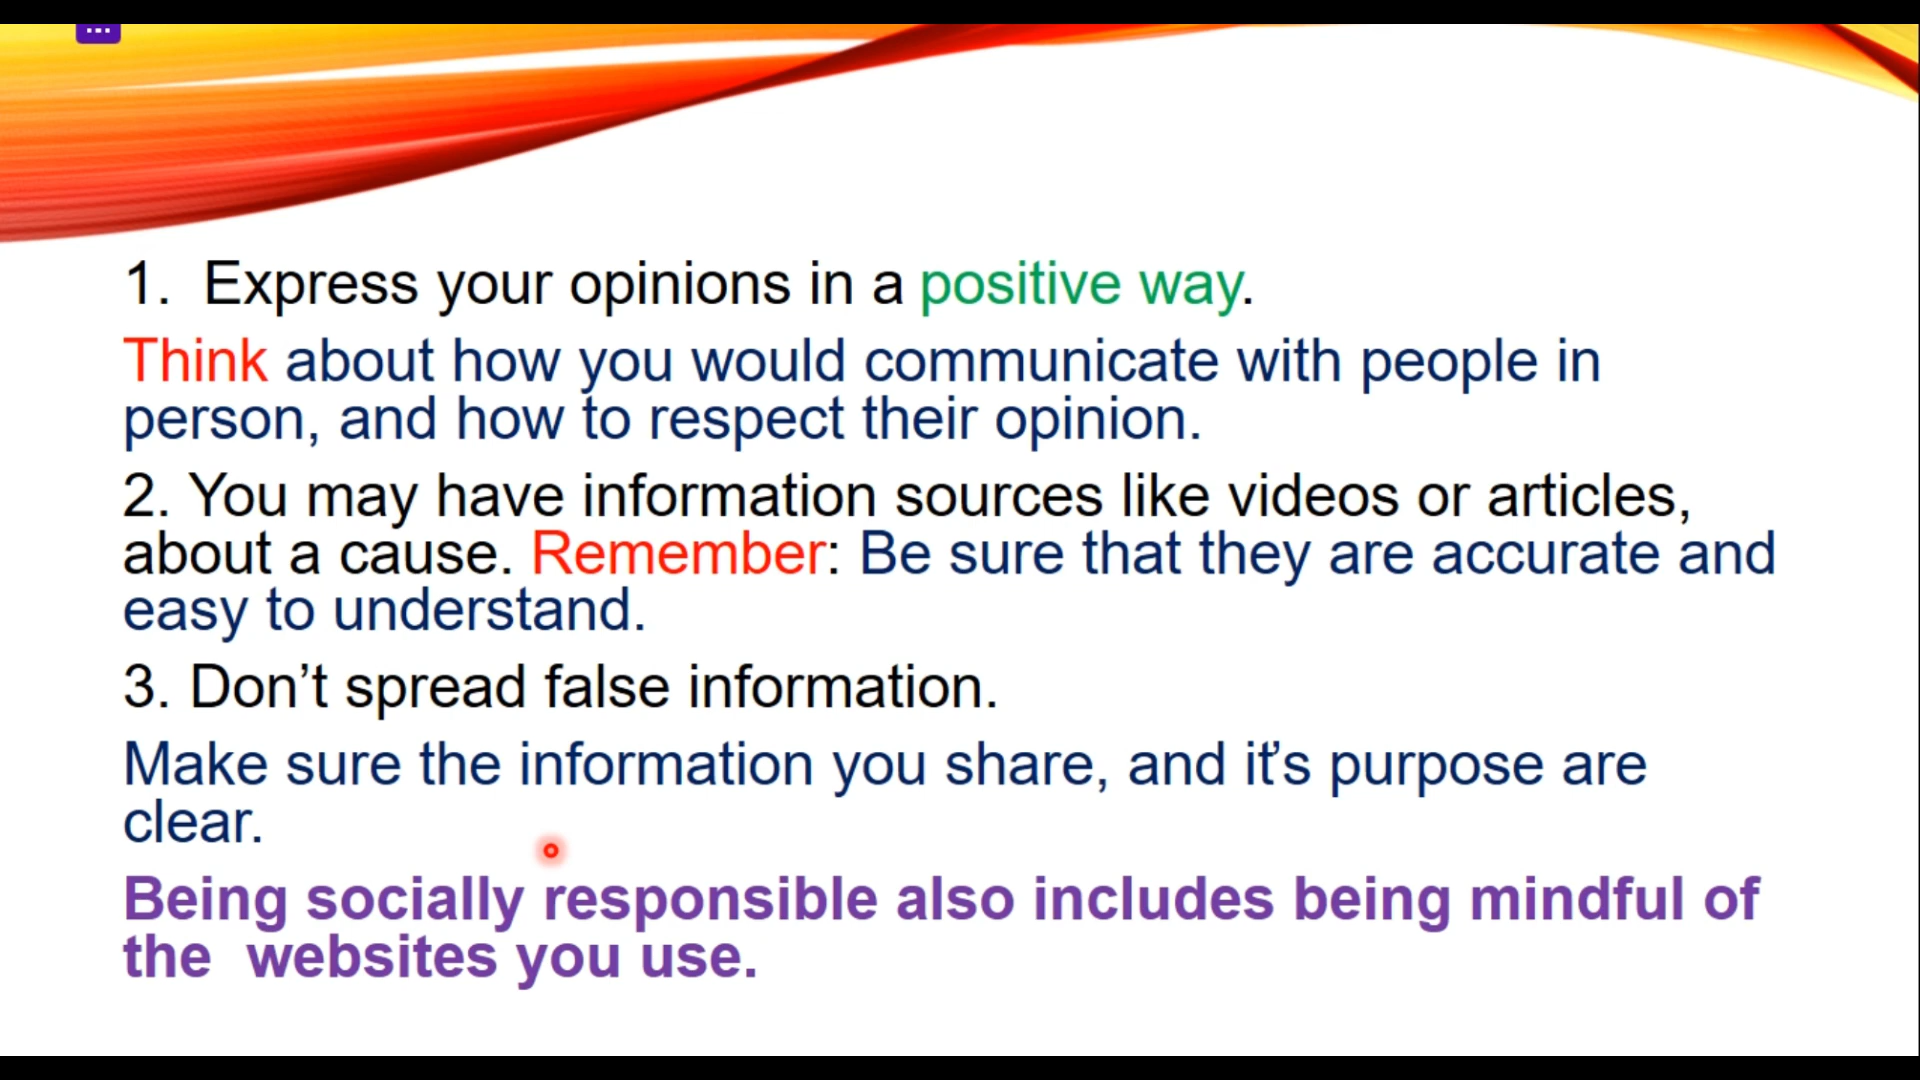 1. Express your opinions in a positive way.
Think about how you would communicate with people in
person, and how to respect their opinion.
2. You may have information sources like videos or articles,
about a cause. Remember: Be sure that they are accurate and
easy to understand.
3. Don’t spread false information.
Make sure the information you share, and it's purpose are
clear.
Being socially responsible also includes being mindful of
the websites you use.